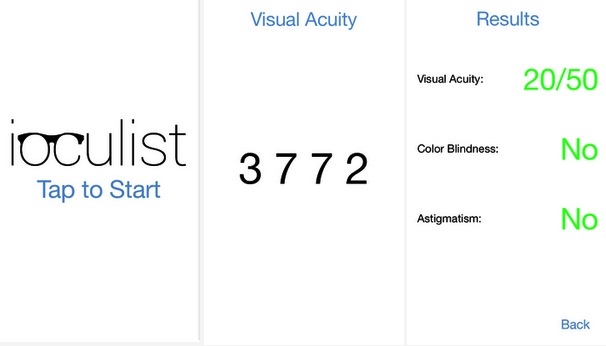 ioculist
Tap to Start
Visual Acuity
3 7 7 2
Results
Visual Acuity: 20/50
Color Blindness: No
Astigmatism: No
Back